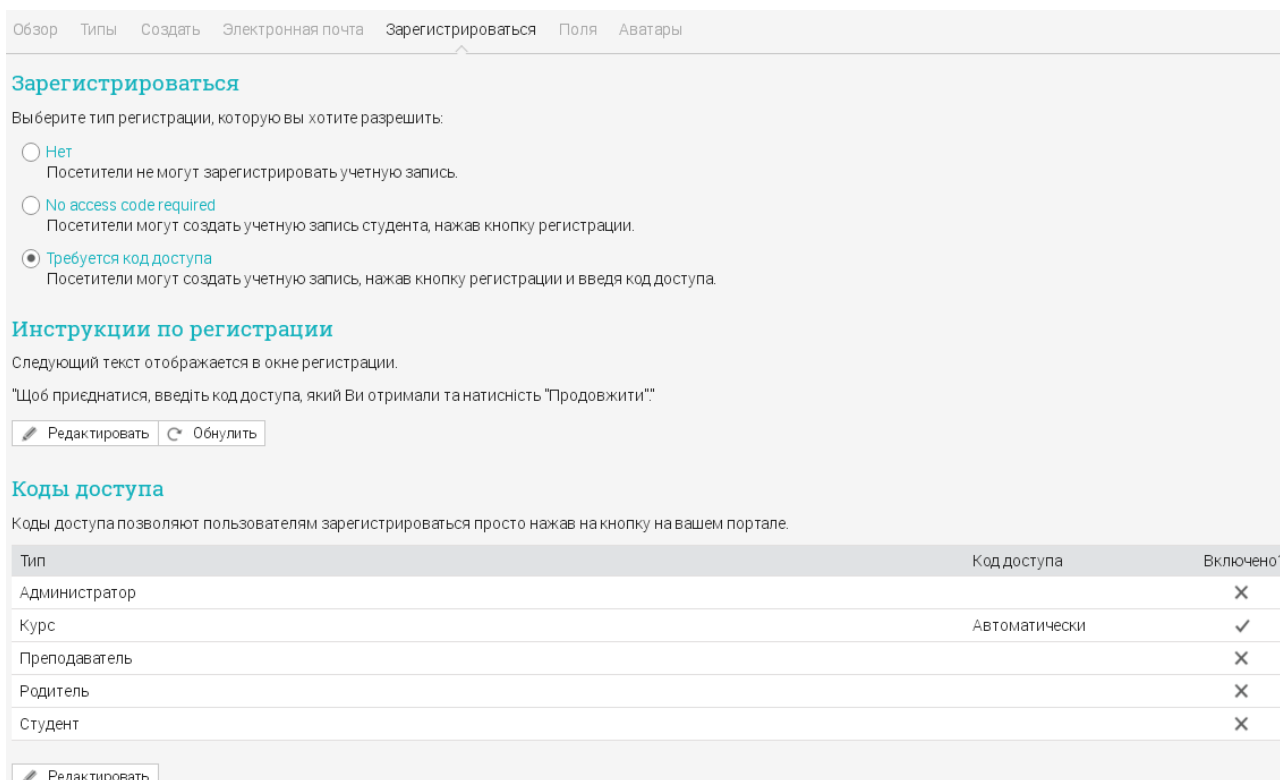 Обзор Типы Создать Электронная почта Зарегистрироваться Поля Аватары
Зарегистрироваться
Выберите тип регистрации, которую вы хотите разрешить:
Нет
Посетители не могут зарегистрировать учетную запись.
No access code required
Посетители могут создать учетную запись студента, нажав кнопку регистрации.
Требуется код доступа
Посетители могут создать учетную запись, нажав кнопку регистрации и введя код доступа.
Инструкции по регистрации
Следующий текст отображается в окне регистрации.
"Щоб приєднатися, введіть код доступа, який Ви отримали та натисність "Продовжити"."
Редактировать Обнулить
Коды доступа
Коды доступа позволяют пользователям зарегистрироваться просто нажав на кнопку на вашем портале.
Тип Код доступа Включено?
Администратор
Курс Автоматически
Преподаватель
Родитель
Студент
Редактировать